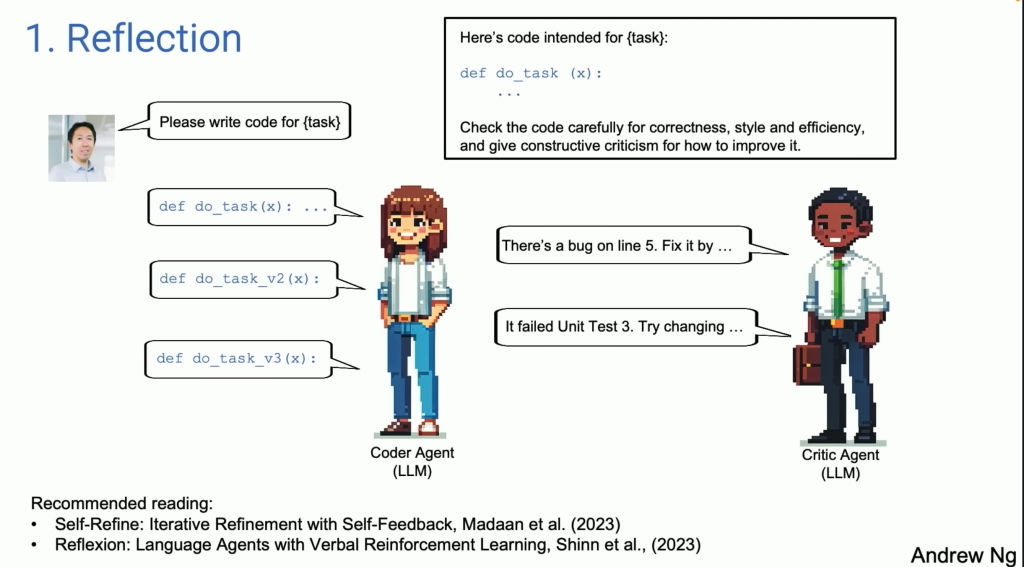 1. Reflection
Here's code intended for {task}:
def do_task (x):
...
Check the code carefully for correctness, style and efficiency,
and give constructive criticism for how to improve it.
Please write code for {task}
def do_task(x): ...
There's a bug on line 5. Fix it by ...
def do_task_v2(x):
It failed Unit Test 3. Try changing ...
def do_task_v3(x):
Coder Agent
(LLM)
Critic Agent
(LLM)
Recommended reading:
• Self-Refine: Iterative Refinement with Self-Feedback, Madaan et al. (2023)
• Reflexion: Language Agents with Verbal Reinforcement Learning, Shinn et al., (2023)
Andrew Ng